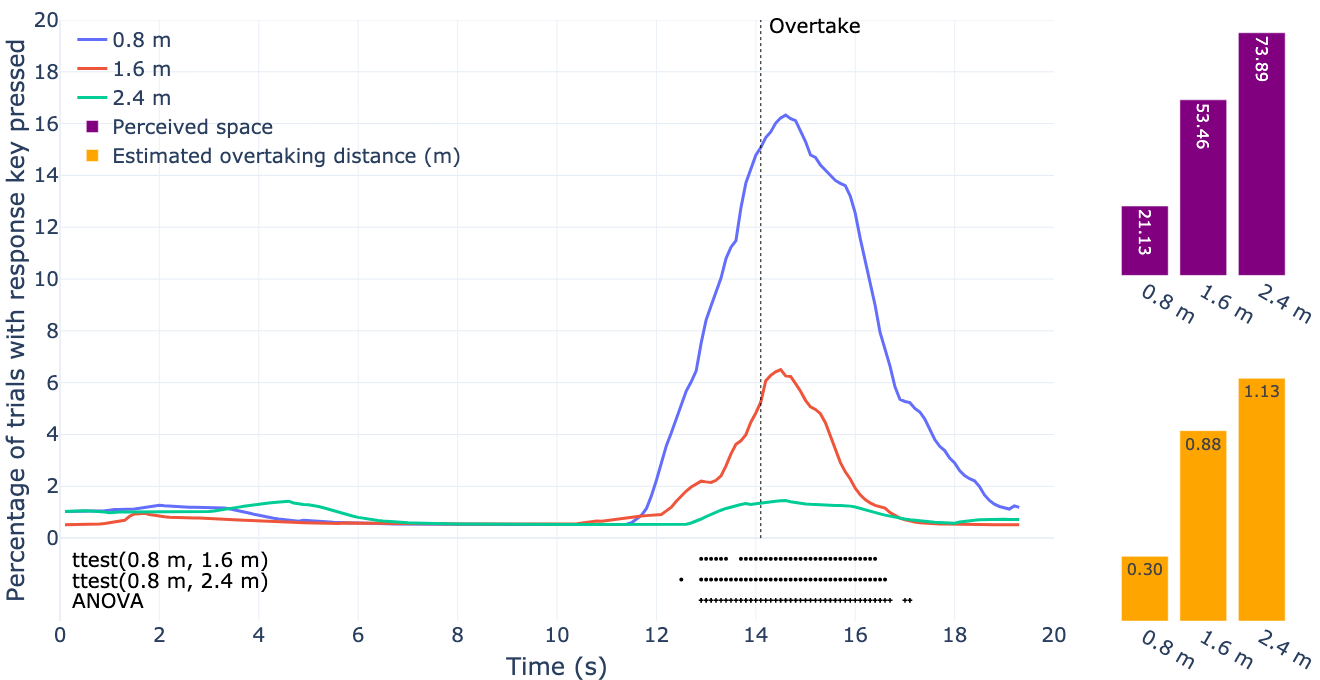 Percentage of trials with response key pressed
20
18
16
14
12
10
8
6
4
2
0
0.8 m
1.6 m
2.4 m
Perceived space
Estimated overtaking distance (m)
Overtake
ttest(0.8 m, 1.6 m)
ttest(0.8 m, 2.4 m)
ANOVA
0 2 4 6 8 10 12 14 16 18 20
Time (s)
21.13 53.46 73.89
0.8 m 1.6 m 2.4 m
0.30 0.88 1.13
0.8 m 1.6 m 2.4 m